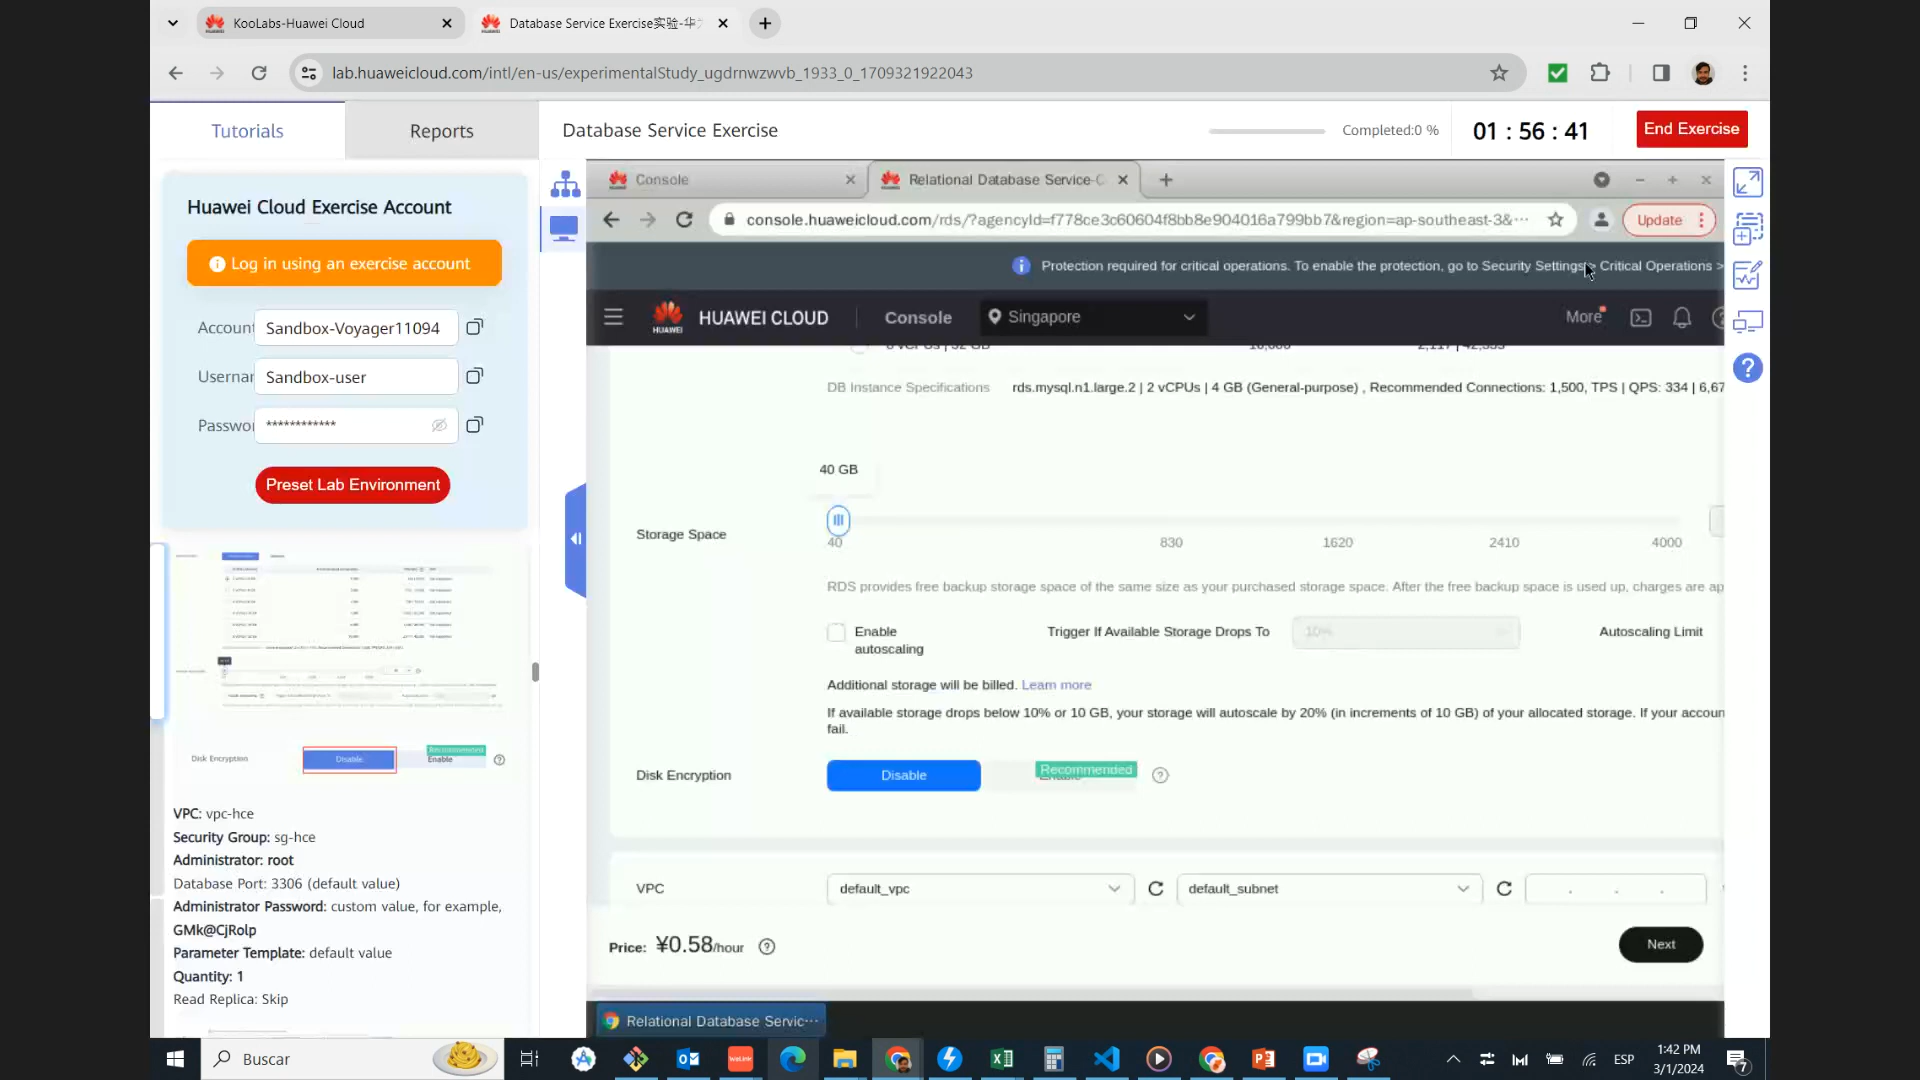 KooLabs-Huawei Cloud
Database Service Exercise实验-华
lab.huaweicloud.com/intl/en-us/experimentalStudy_ugdrnwzwvb_1933_0_1709321922043
Tutorials
Reports
Database Service Exercise
Completed:0 %
01 : 56 : 41
End Exercise
Huawei Cloud Exercise Account
Log in using an exercise account
Account
Sandbox-Voyager11094
Usernar
Sandbox-user
Passwor
************
Preset Lab Environment
Disk Encryption
Disable
Recommended
Enable
VPC: vpc-hce
Security Group: sg-hce
Administrator: root
Database Port: 3306 (default value)
Administrator Password: custom value, for example,
GMk@CjRolp
Parameter Template: default value
Quantity: 1
Read Replica: Skip
Console
Relational Database Service-C
console.huaweicloud.com/rds/?agencyId=f778ce3c60604f8bb8e904016a799bb7&region=ap-southeast-3&···
Update
Protection required for critical operations. To enable the protection, go to Security Settings > Critical Operations >
HUAWEI
HUAWEI CLOUD
Console
Singapore
More
DB Instance Specifications
rds.mysql.n1.large.2 | 2 vCPUs | 4 GB (General-purpose) , Recommended Connections: 1,500, TPS | QPS: 334 | 6,67
40 GB
Storage Space
40
830
1620
2410
4000
RDS provides free backup storage space of the same size as your purchased storage space. After the free backup space is used up, charges are ap
Enable
autoscaling
Trigger If Available Storage Drops To
10%
Autoscaling Limit
Additional storage will be billed. Learn more
If available storage drops below 10% or 10 GB, your storage will autoscale by 20% (in increments of 10 GB) of your allocated storage. If your accoun
fail.
Disk Encryption
Disable
Recommended
VPC
default_vpc
default_subnet
Price: ¥0.58/hour
Next
Relational Database Servic···
Buscar
WeLink
ESP
1:42 PM
3/1/2024
7